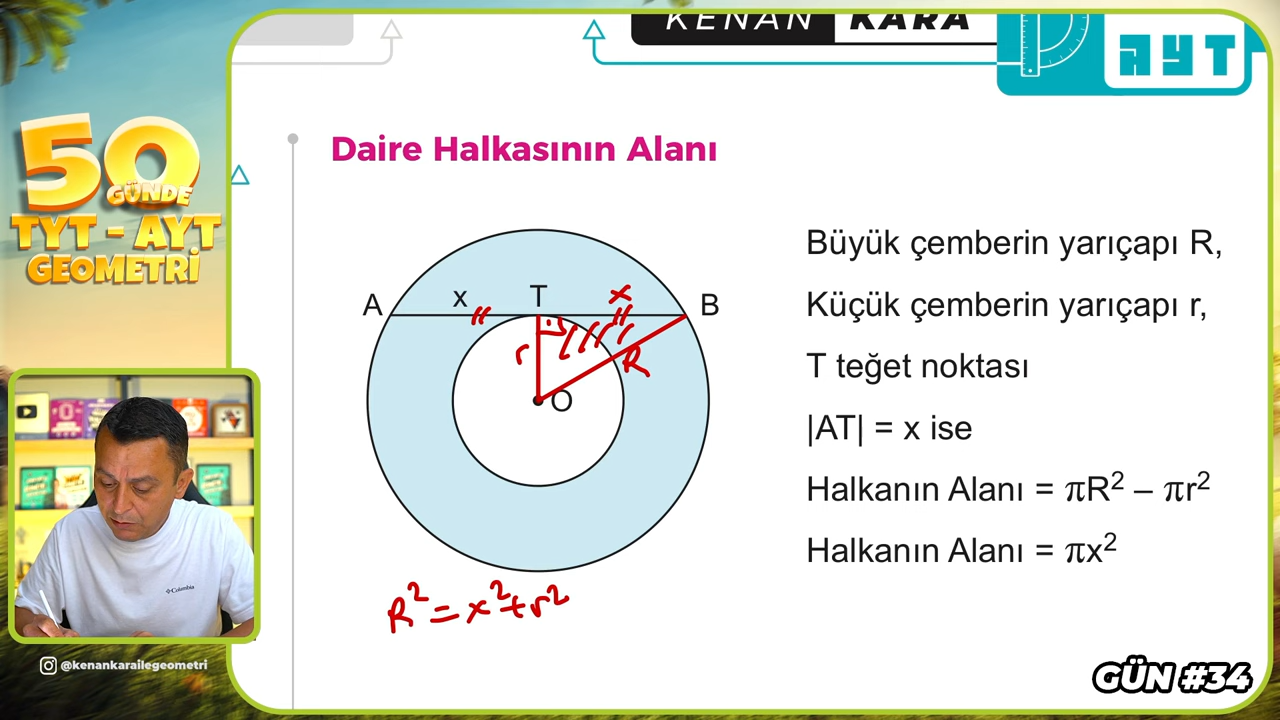 KENAN KARA
AYT
50
GÜNDE
TYT - AYT
GEOMETRİ
Daire Halkasının Alanı
A x T x B
r R
O
Büyük çemberin yarıçapı R,
Küçük çemberin yarıçapı r,
T teğet noktası
|AT| = x ise
Halkanın Alanı = πR² – πr²
Halkanın Alanı = πx²
R² = x² + r²
Columbia
@kenankarailegeometri
GÜN #34